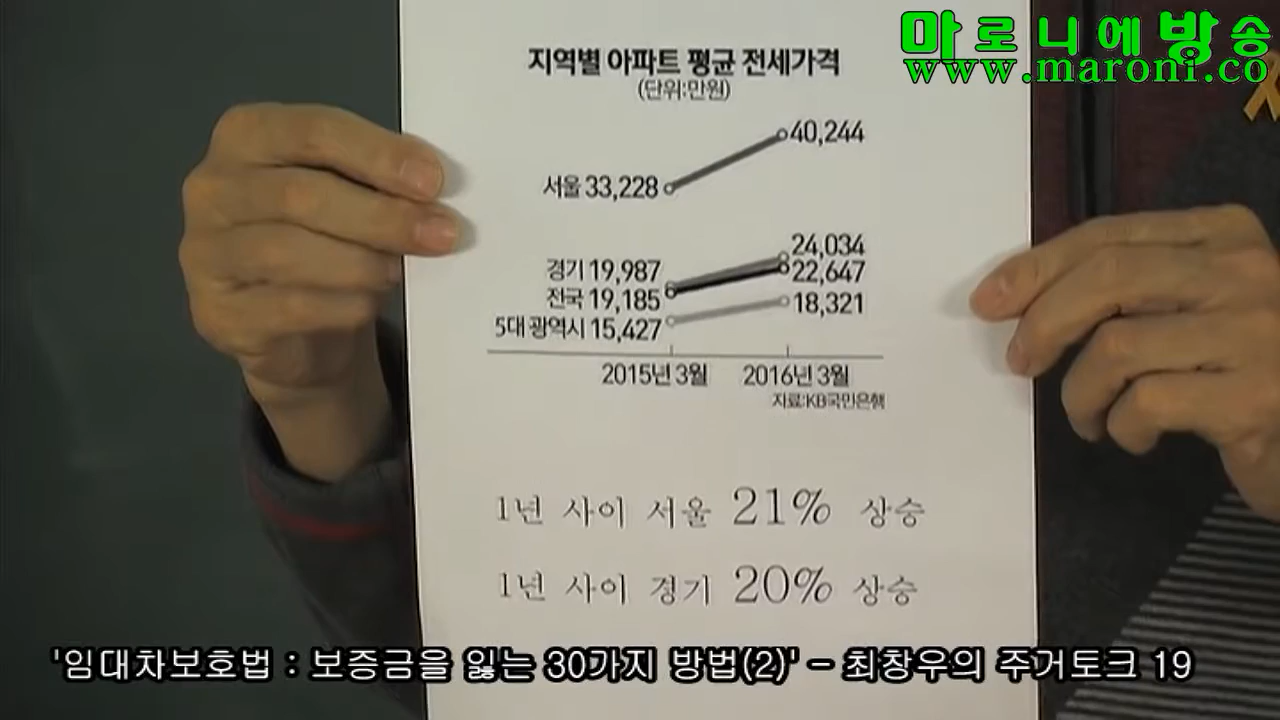 마로니에방송
www.maroni.co
지역별 아파트 평균 전세가격
(단위:만원)
40,244
서울 33,228
24,034
경기 19,987
22,647
전국 19,185
18,321
5대 광역시 15,427
2015년 3월 2016년 3월
자료:KB국민은행
1년 사이 서울 21% 상승
1년 사이 경기 20% 상승
'임대차보호법 : 보증금을 잃는 30가지 방법(2)' - 최창우의 주거토크 19